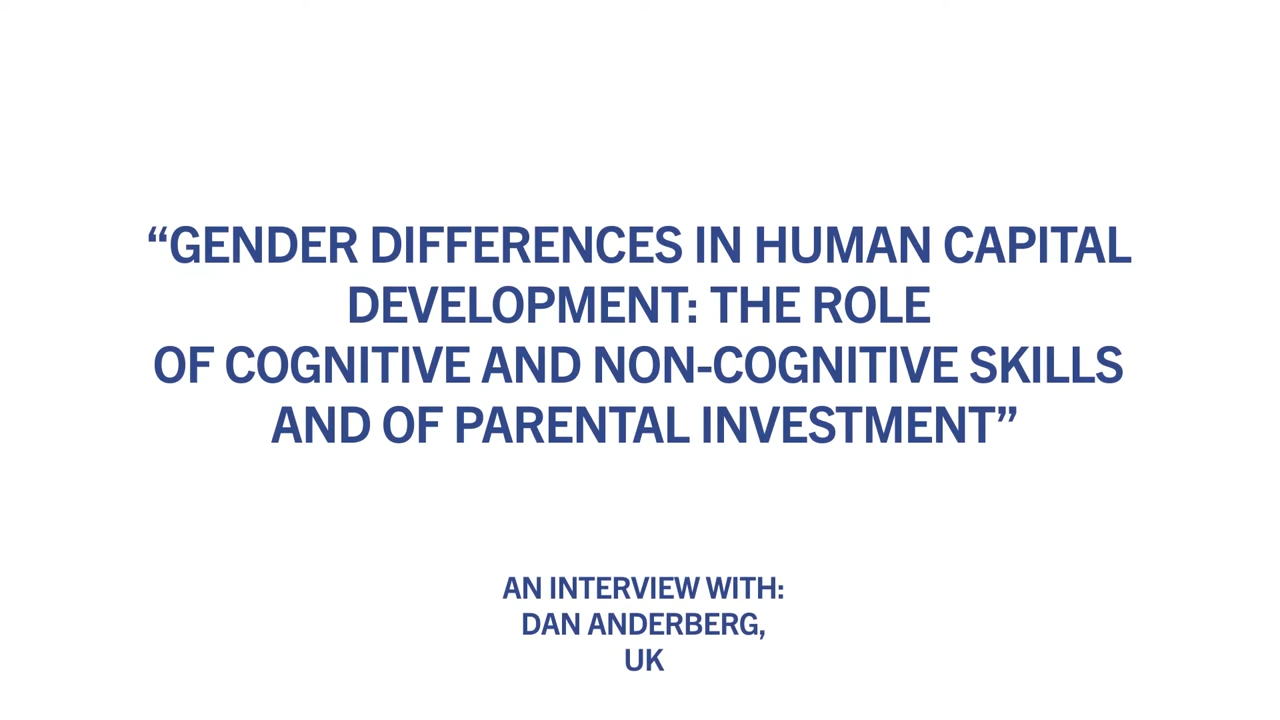 “GENDER DIFFERENCES IN HUMAN CAPITAL
DEVELOPMENT: THE ROLE
OF COGNITIVE AND NON-COGNITIVE SKILLS
AND OF PARENTAL INVESTMENT”
AN INTERVIEW WITH:
DAN ANDERBERG,
UK